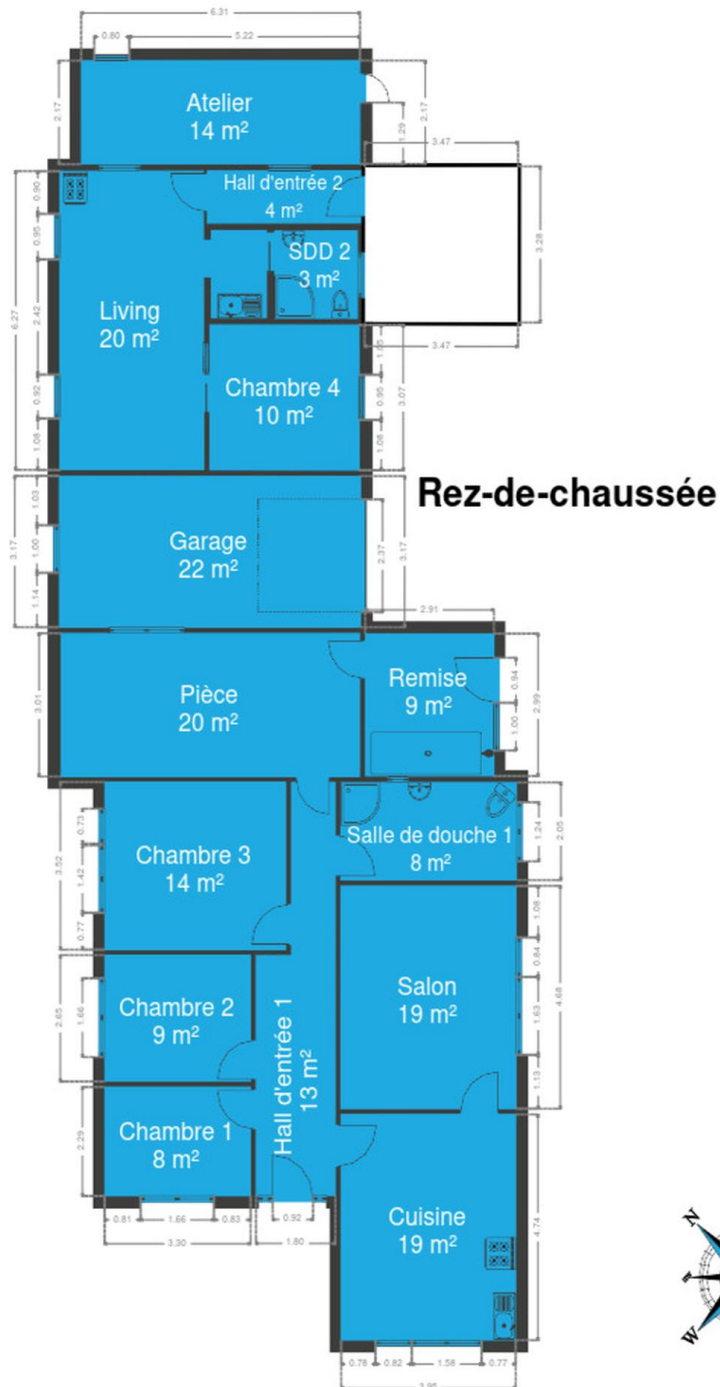 6.31
0.80 5.22
Atelier
14 m²
2.17
2.17
1.29
3.47
Hall d'entrée 2
4 m²
0.90
0.95
SDD 2
3 m²
3.28
6.27
2.42
Living
20 m²
3.47
1.05
Chambre 4
10 m²
0.92
0.95
3.07
1.08
1.08
Rez-de-chaussée
1.03
Garage
22 m²
3.17
1.00
2.37
3.17
1.14
2.91
Pièce
20 m²
Remise
9 m²
3.01
0.94
2.99
1.00
0.73
Salle de douche 1
8 m²
1.24
2.05
Chambre 3
14 m²
3.52
1.42
0.77
1.08
0.84
Salon
19 m²
4.68
1.63
1.13
Chambre 2
9 m²
2.65
1.66
Hall d'entrée 1
13 m²
Chambre 1
8 m²
2.29
Cuisine
19 m²
4.74
0.81 1.66 0.83
0.92
3.30
1.80
N
W
0.78 0.82 1.58 0.77
3.95